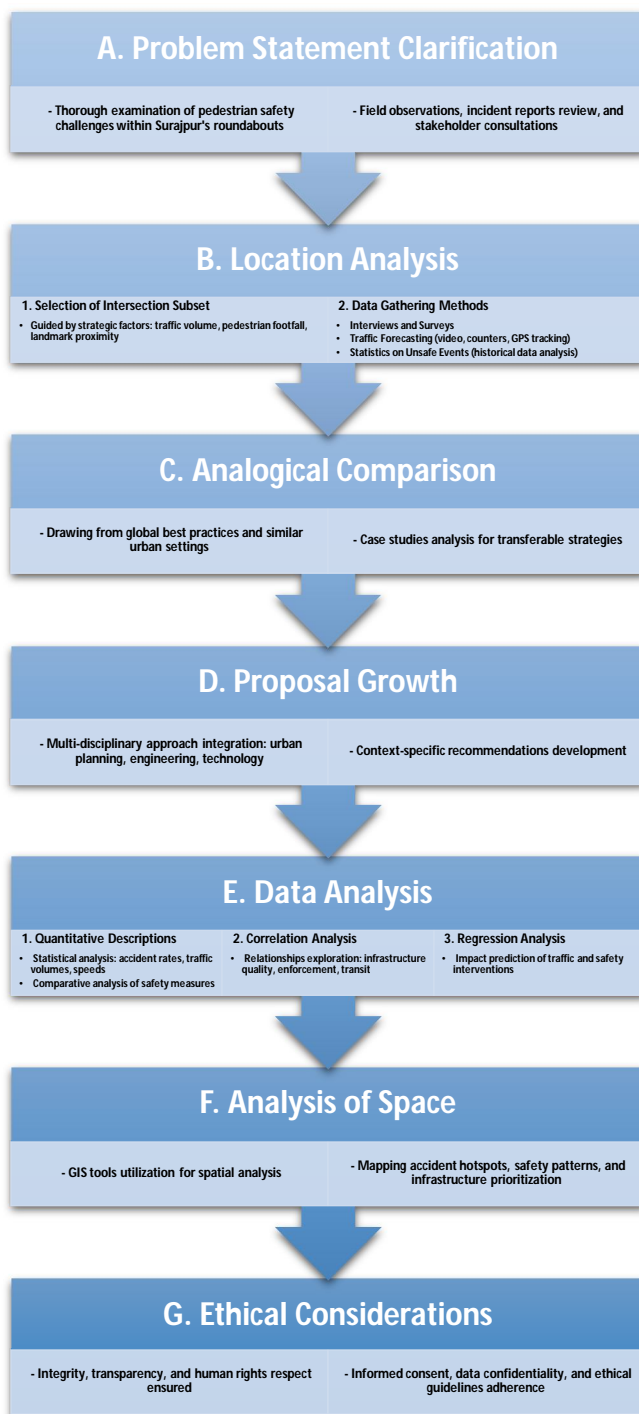 A. Problem Statement Clarification
- Thorough examination of pedestrian safety
challenges within Surajpur's roundabouts
- Field observations, incident reports review, and
stakeholder consultations
B. Location Analysis
1. Selection of Intersection Subset
• Guided by strategic factors: traffic volume, pedestrian footfall,
landmark proximity
2. Data Gathering Methods
• Interviews and Surveys
• Traffic Forecasting (video, counters, GPS tracking)
• Statistics on Unsafe Events (historical data analysis)
C. Analogical Comparison
- Drawing from global best practices and similar
urban settings
- Case studies analysis for transferable strategies
D. Proposal Growth
- Multi-disciplinary approach integration: urban
planning, engineering, technology
- Context-specific recommendations development
E. Data Analysis
1. Quantitative Descriptions
• Statistical analysis: accident rates, traffic
volumes, speeds
• Comparative analysis of safety measures
2. Correlation Analysis
• Relationships exploration: infrastructure
quality, enforcement, transit
3. Regression Analysis
• Impact prediction of traffic and safety
interventions
F. Analysis of Space
- GIS tools utilization for spatial analysis
- Mapping accident hotspots, safety patterns, and
infrastructure prioritization
G. Ethical Considerations
- Integrity, transparency, and human rights respect
ensured
- Informed consent, data confidentiality, and ethical
guidelines adherence